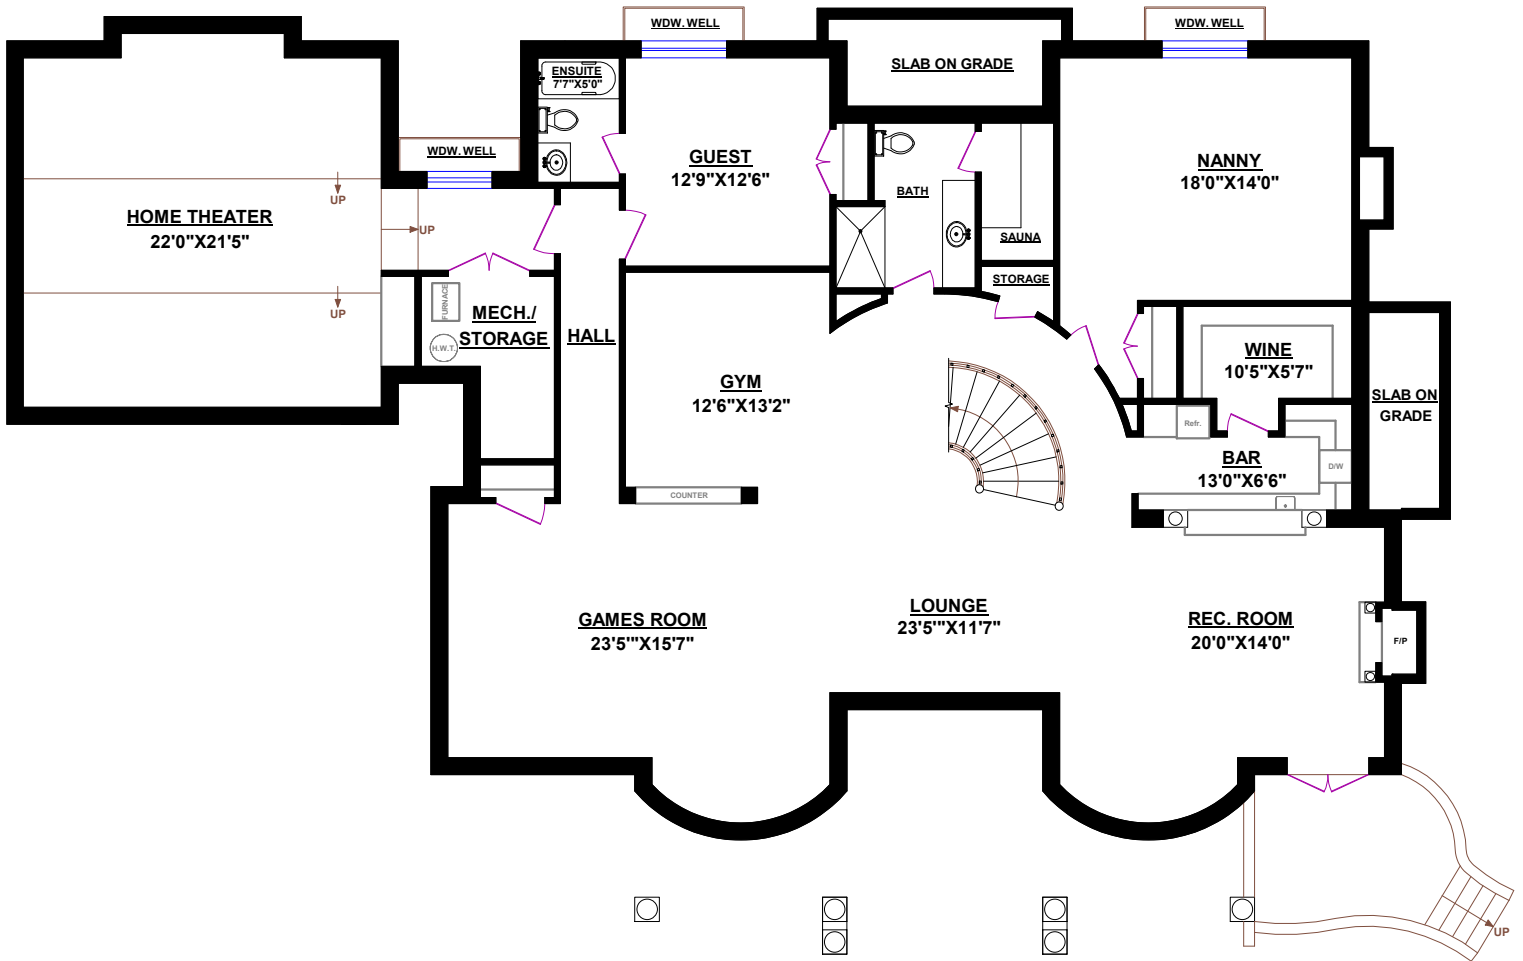 WDW. WELL
WDW. WELL
SLAB ON GRADE
ENSUITE
7'7"X5'0"
WDW. WELL
GUEST
12'9"X12'6"
NANNY
18'0"X14'0"
BATH
HOME THEATER
22'0"X21'5"
UP
UP
UP
SAUNA
STORAGE
FURNACE
MECH./
STORAGE
H.W.T.
HALL
WINE
10'5"X5'7"
GYM
12'6"X13'2"
SLAB ON
GRADE
Refr.
BAR
13'0"X6'6"
D/W
COUNTER
GAMES ROOM
23'5'"X15'7"
LOUNGE
23'5'"X11'7"
REC. ROOM
20'0"X14'0"
F/P
UP